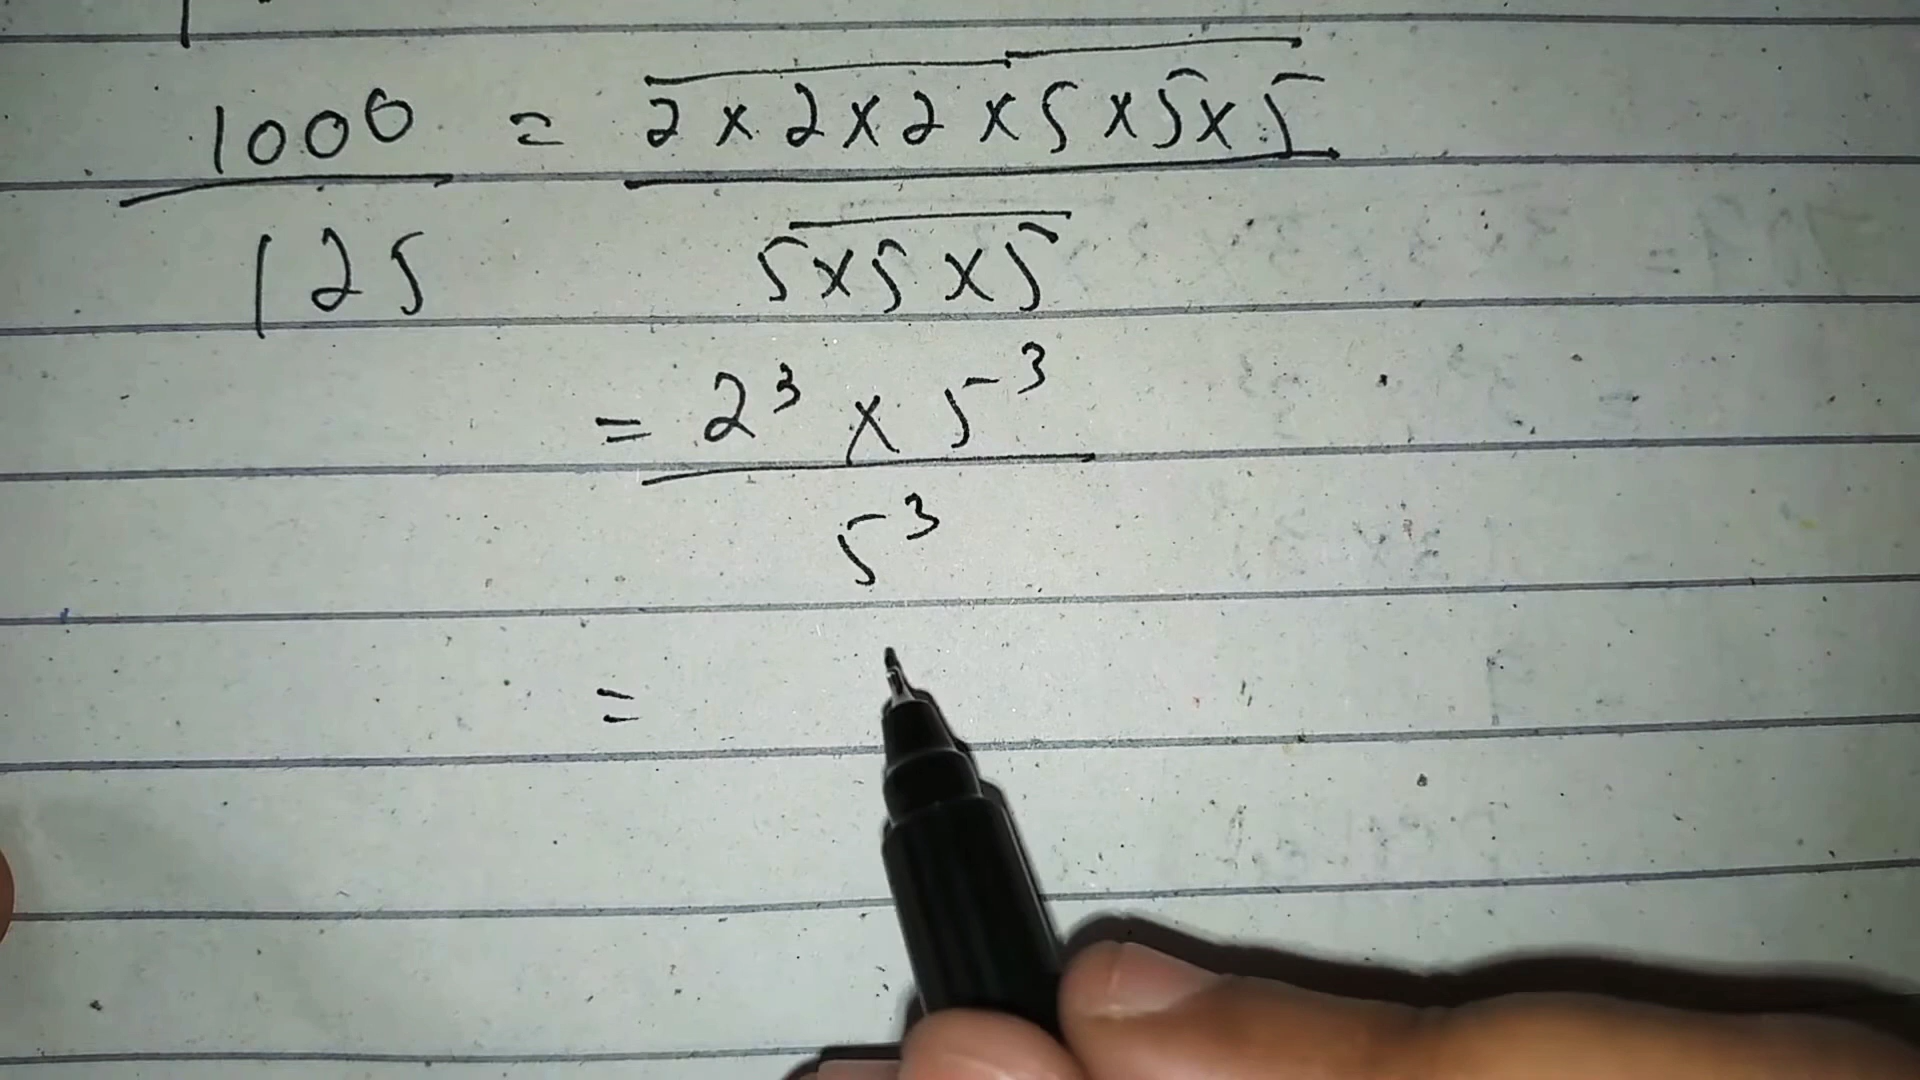 1000 = 2 x 2 x 2 x 5 x 5 x 5
125 5 x 5 x 5
= 2³ x 5³
5³
=